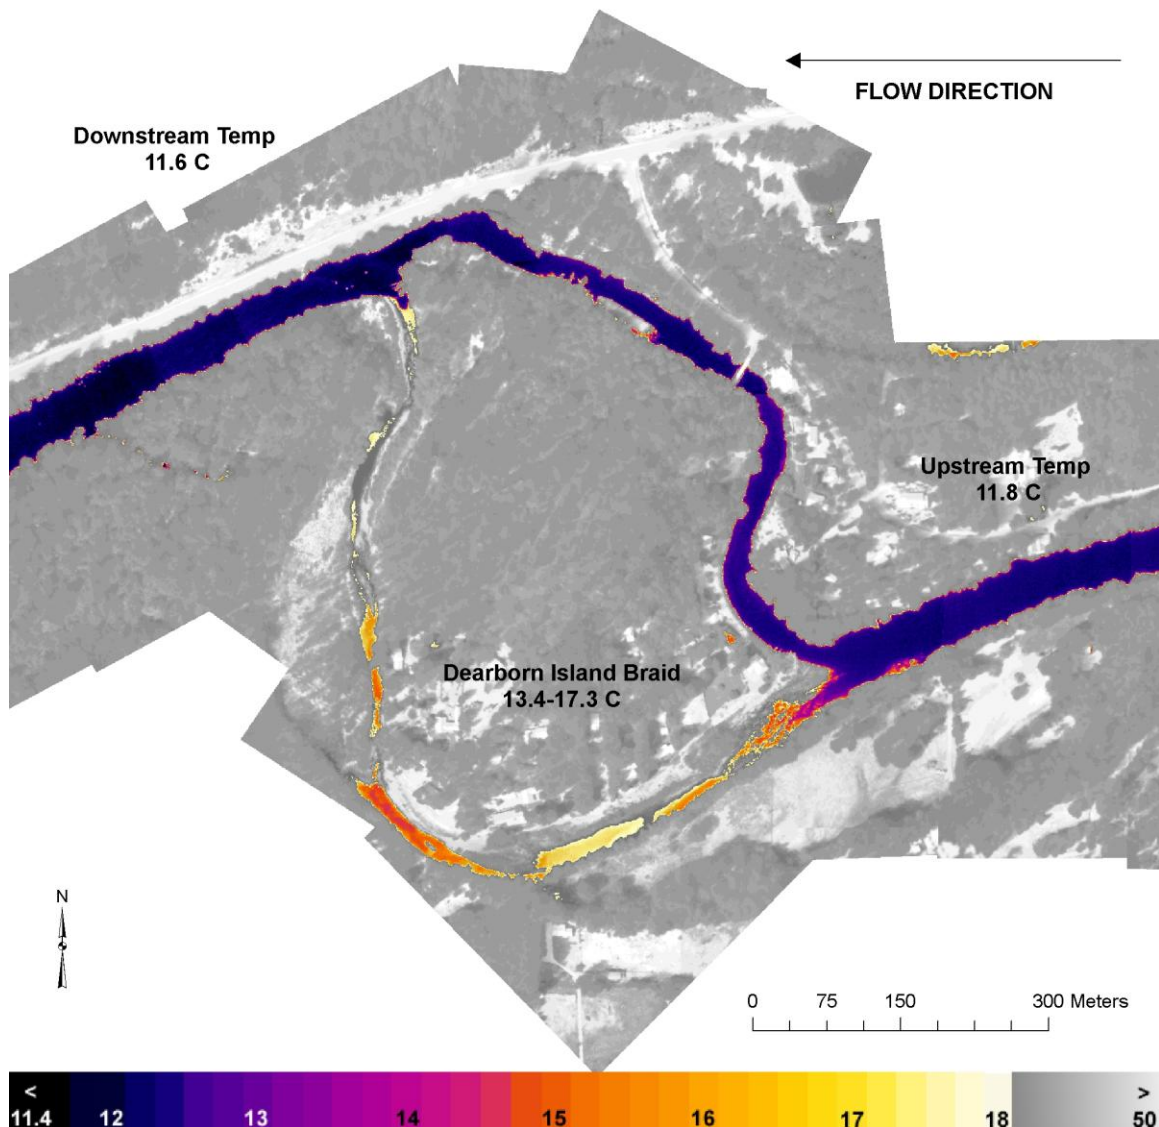 FLOW DIRECTION
Downstream Temp
11.6 C
Upstream Temp
11.8 C
Dearborn Island Braid
13.4-17.3 C
N
0 75 150 300 Meters
< >
11.4 12 13 14 15 16 17 18 50